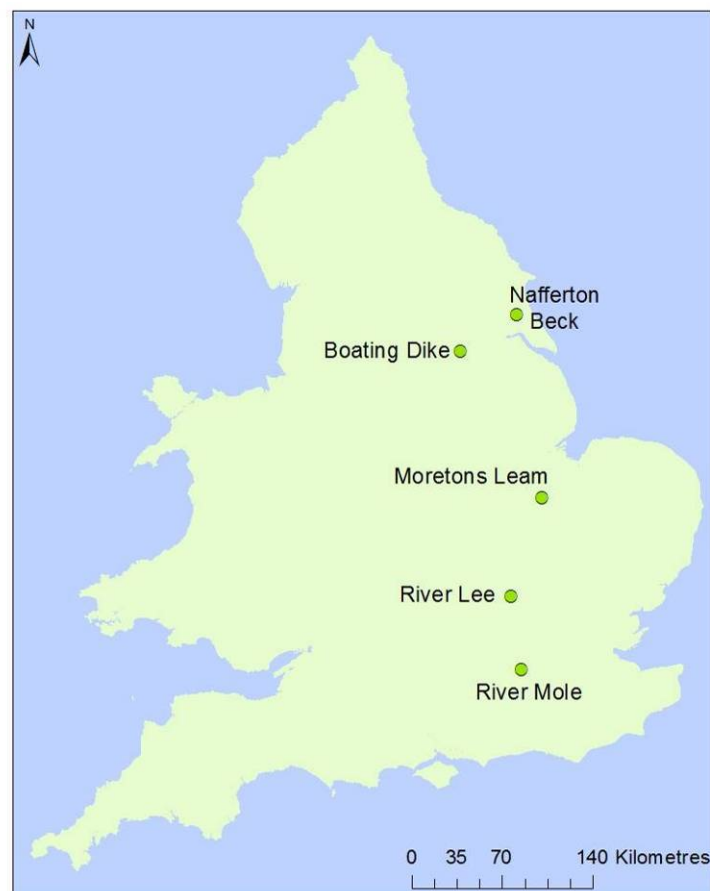 N
Nafferton
Beck
Boating Dike
Moretons Leam
River Lee
River Mole
0 35 70 140 Kilometres